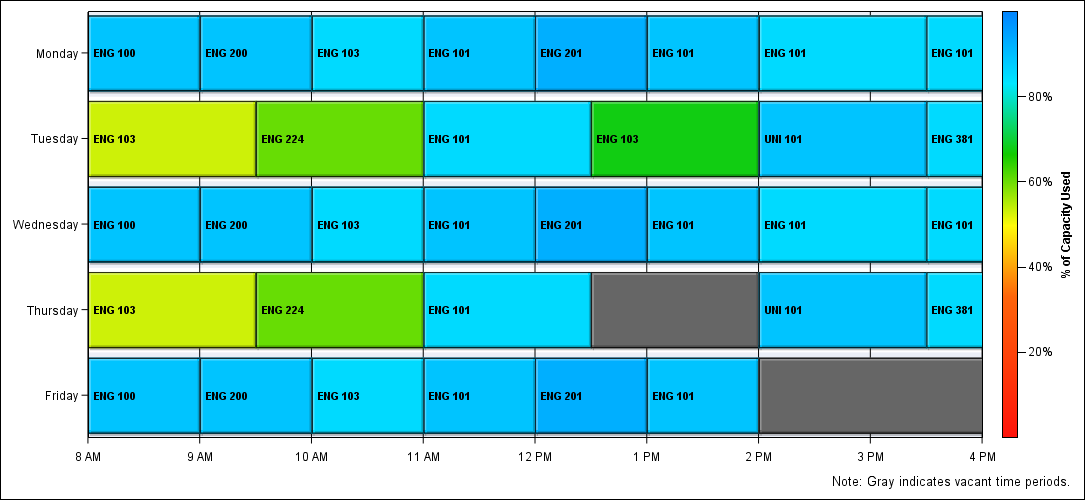 Monday ENG 100 ENG 200 ENG 103 ENG 101 ENG 201 ENG 101 ENG 101 ENG 101
80%
Tuesday ENG 103 ENG 224 ENG 101 ENG 103 UNI 101 ENG 381
60%
Wednesday ENG 100 ENG 200 ENG 103 ENG 101 ENG 201 ENG 101 ENG 101 ENG 101
% of Capacity Used
40%
Thursday ENG 103 ENG 224 ENG 101 UNI 101 ENG 381
20%
Friday ENG 100 ENG 200 ENG 103 ENG 101 ENG 201 ENG 101
8 AM 9 AM 10 AM 11 AM 12 PM 1 PM 2 PM 3 PM 4 PM
Note: Gray indicates vacant time periods.